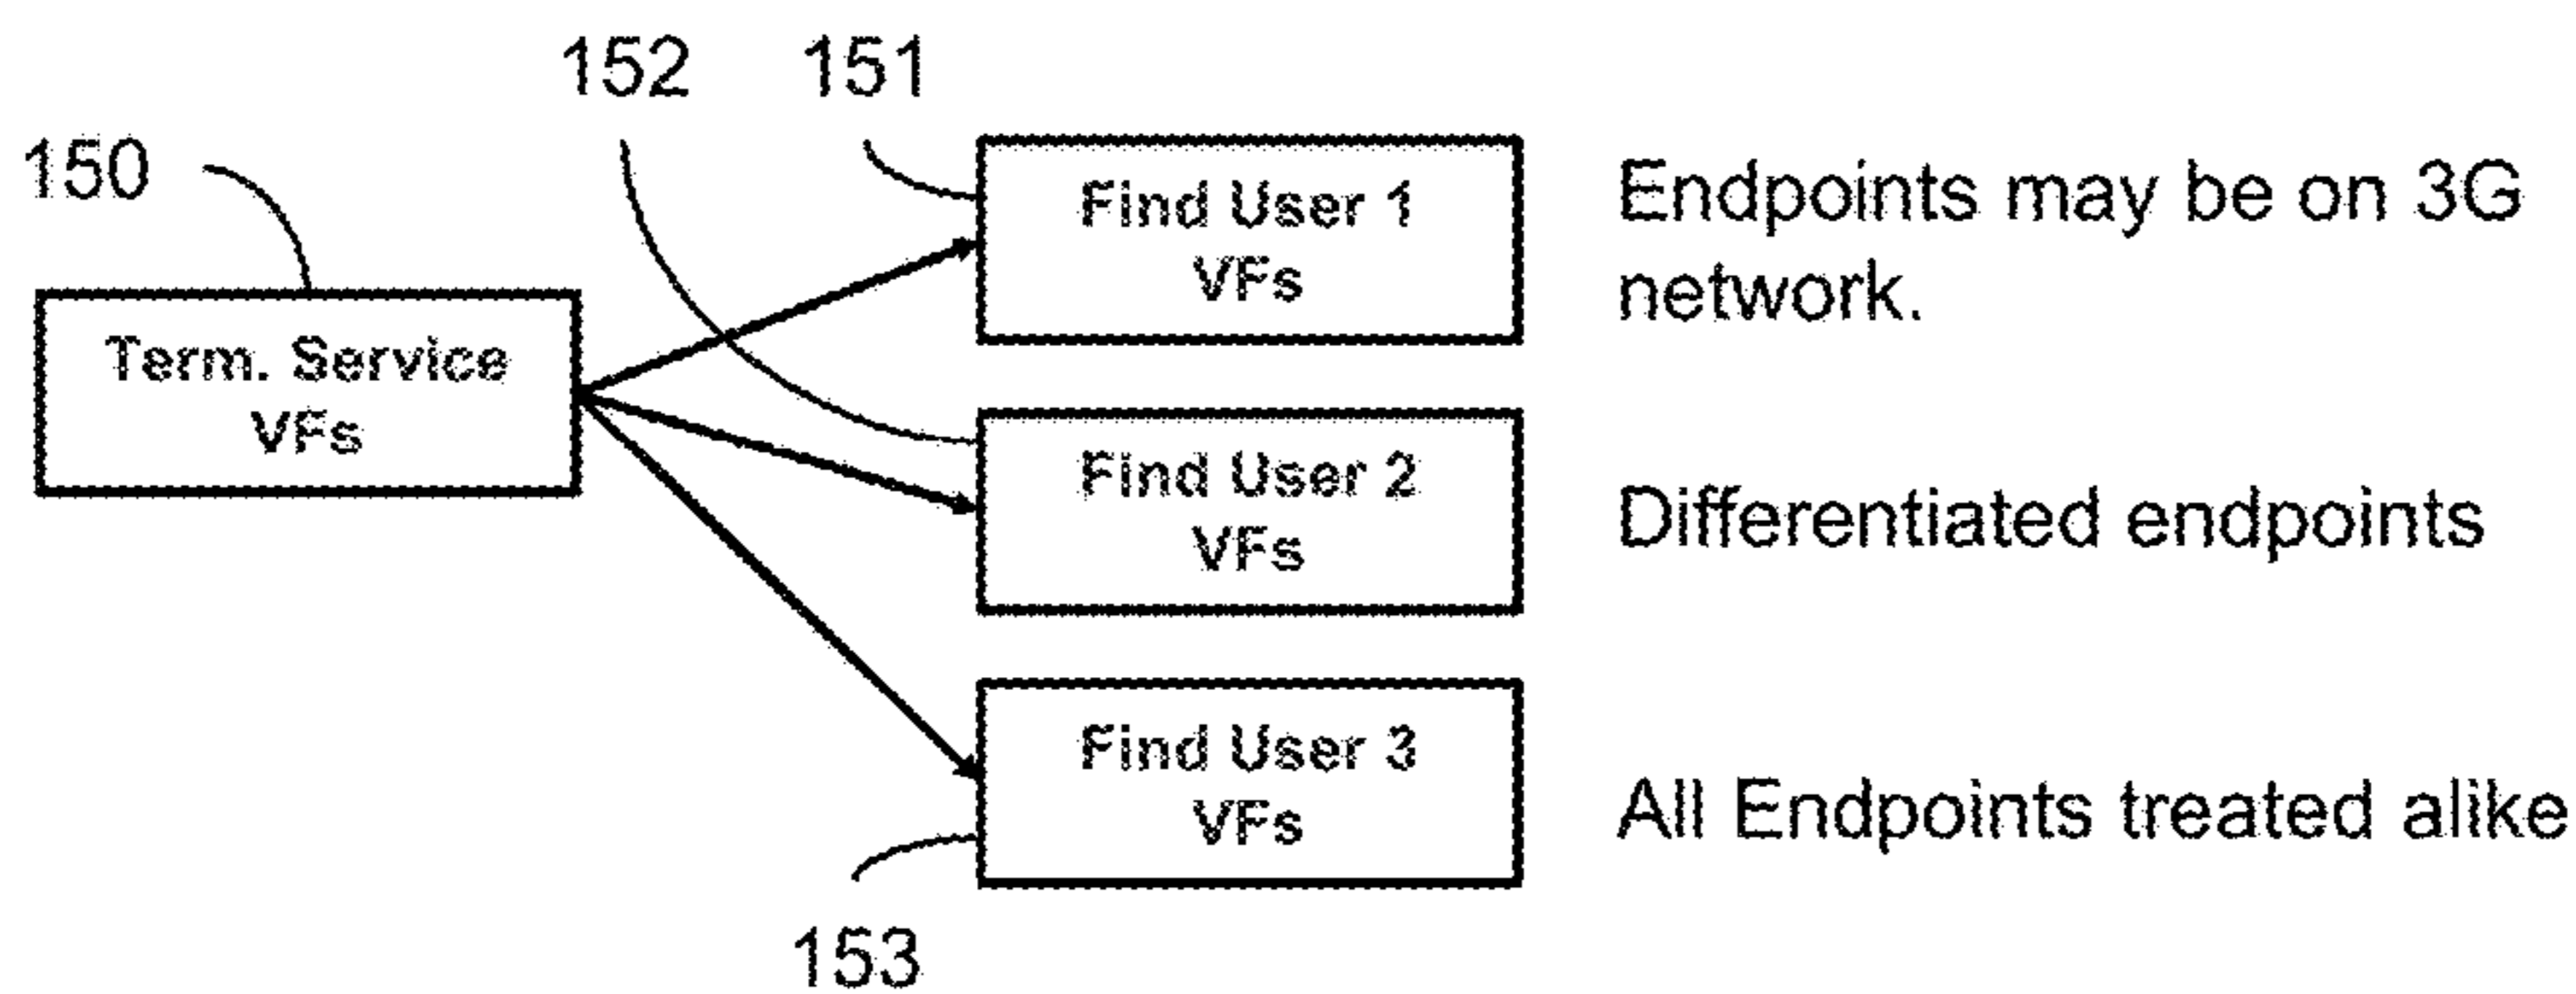 152 151
150
Find User 1
VFs
Endpoints may be on 3G
network.
Term. Service
VFs
Find User 2
VFs
Differentiated endpoints
Find User 3
VFs
All Endpoints treated alike
153